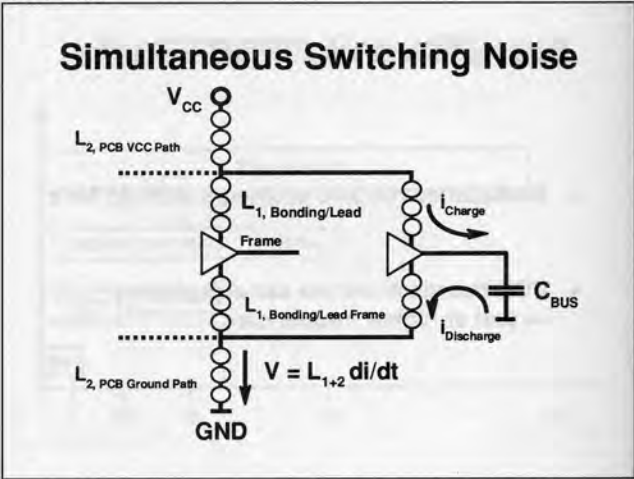 Simultaneous Switching Noise
VCC
L2, PCB VCC Path
L1, Bonding/Lead
Frame
iCharge
L1, Bonding/Lead Frame
CBUS
iDischarge
L2, PCB Ground Path
V = L1+2 di/dt
GND